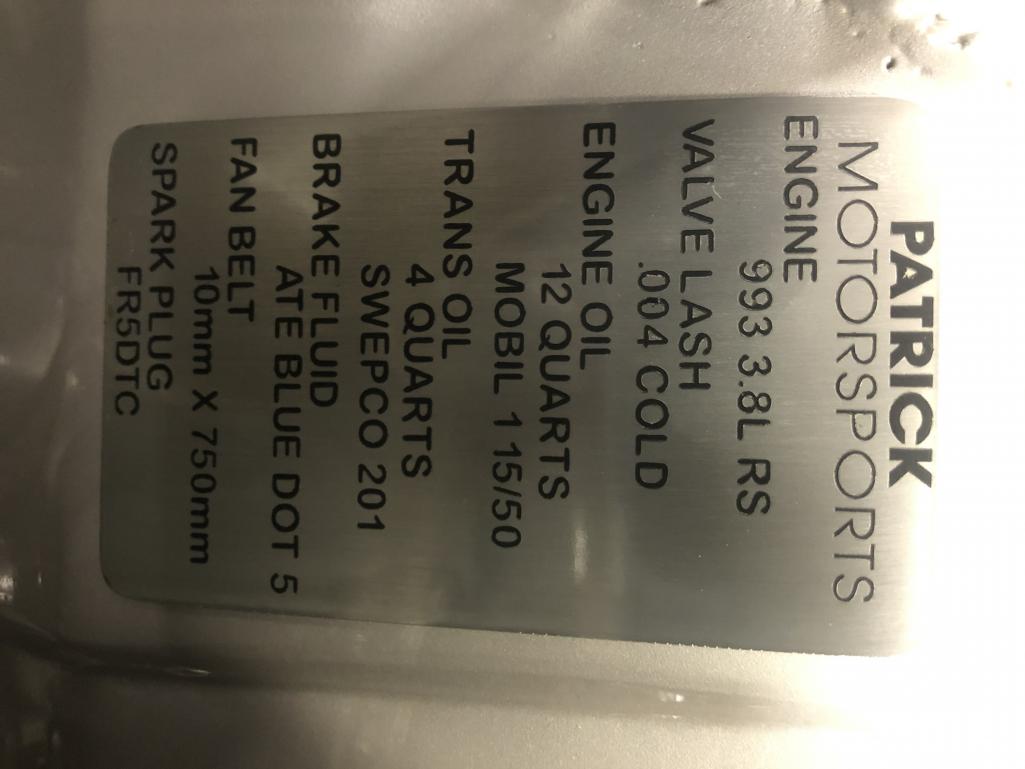 PATRICK
MOTORSPORTS
ENGINE
993 3.8L RS
VALVE LASH
.004 COLD
ENGINE OIL
12 QUARTS
MOBIL 1 15/50
TRANS OIL
4 QUARTS
SWEPCO 201
BRAKE FLUID
ATE BLUE DOT 5
FAN BELT
10mm X 750mm
SPARK PLUG
FR5DTC